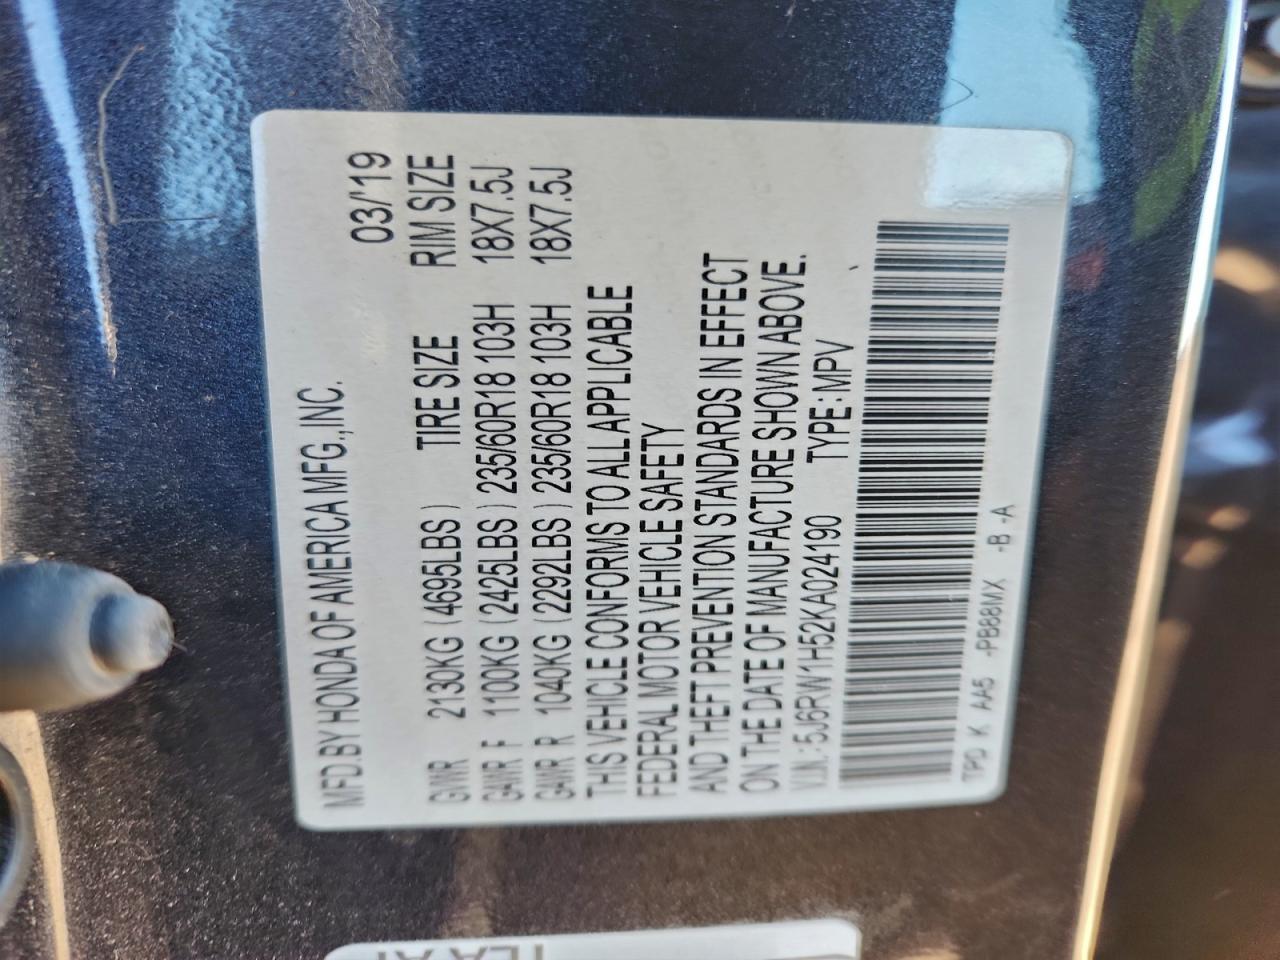 MFD.BY HONDA OF AMERICA MFG.,INC.
03/'19
GVWR 2130KG (4695LBS) TIRE SIZE RIM SIZE
GAWR F 1100KG (2425LBS) 235/60R18 103H 18X7.5J
GAWR R 1040KG (2292LBS) 235/60R18 103H 18X7.5J
THIS VEHICLE CONFORMS TO ALL APPLICABLE
FEDERAL MOTOR VEHICLE SAFETY
AND THEFT PREVENTION STANDARDS IN EFFECT
ON THE DATE OF MANUFACTURE SHOWN ABOVE.
V.I.N.: 5J6RW1H52KA024190 TYPE: MPV
TPD K AA5 -PB88MX -B -A